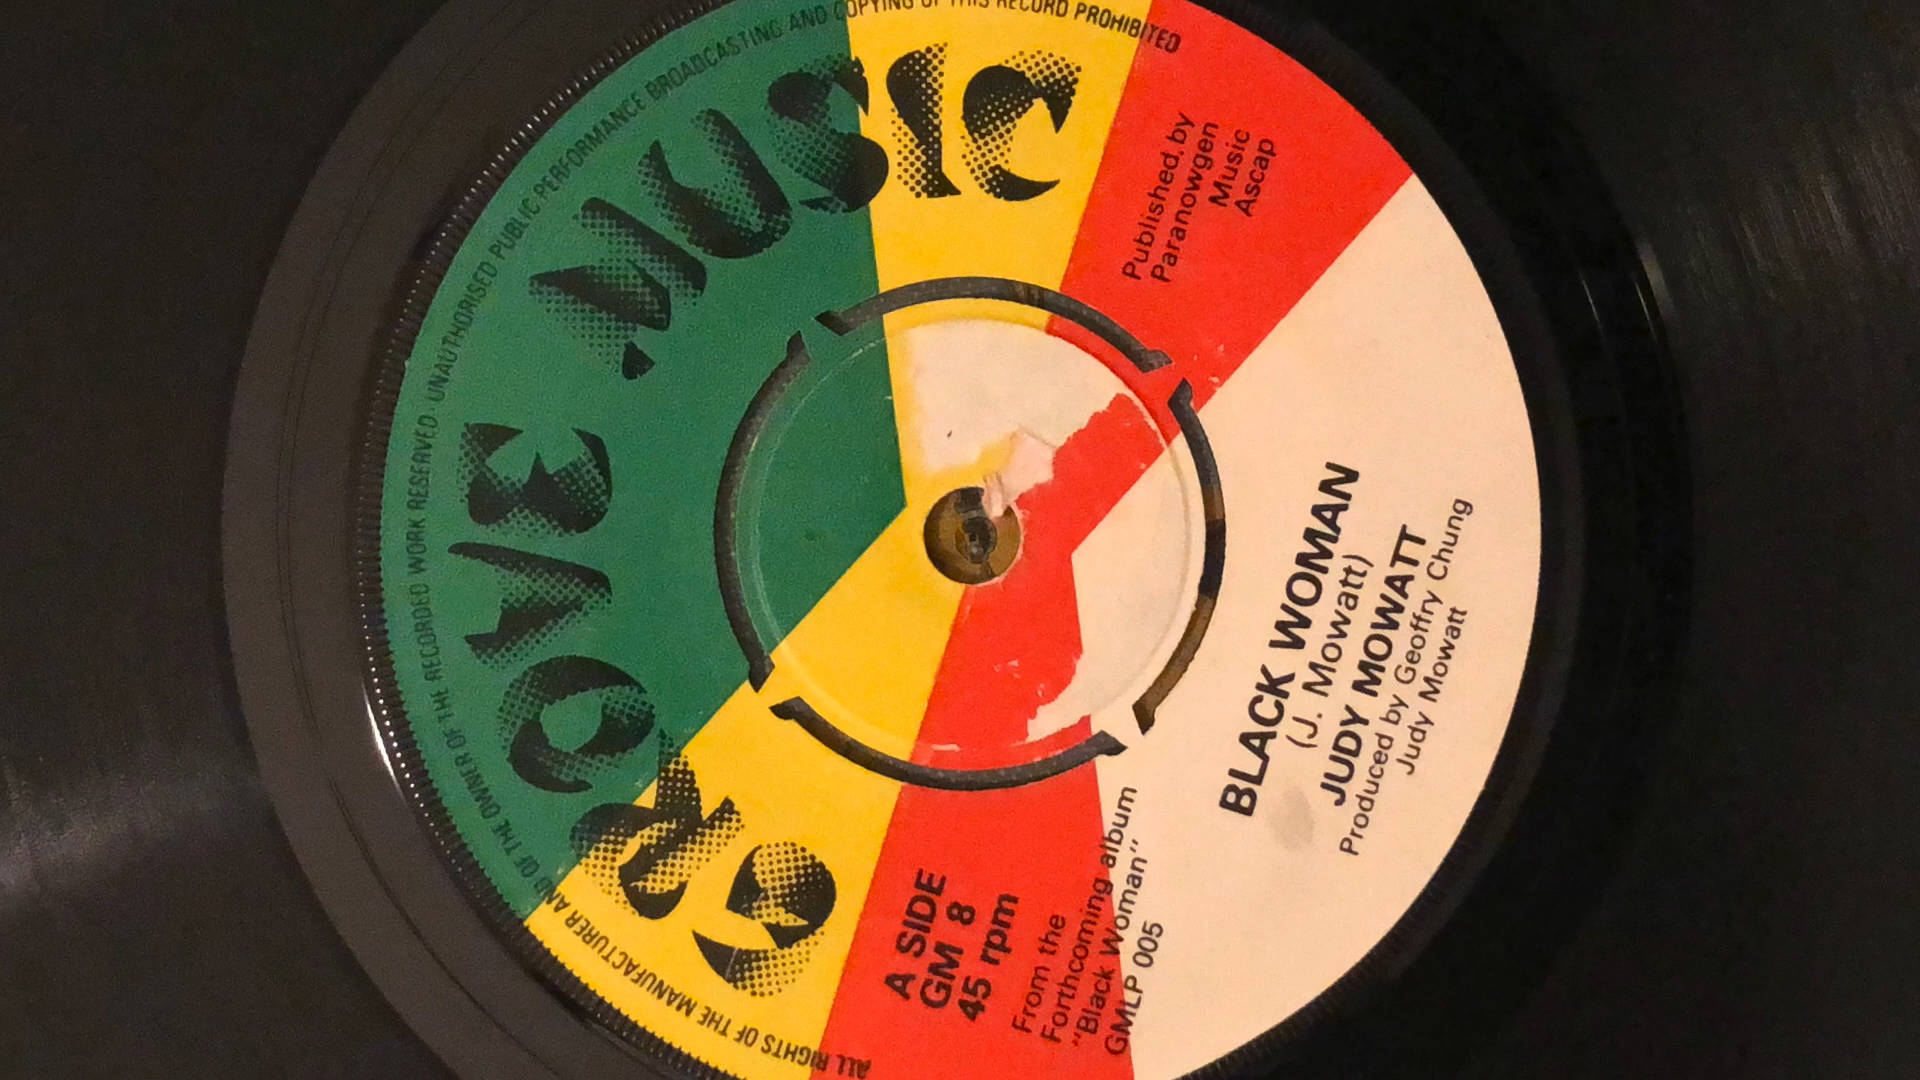 GROVE MUSIC
ALL RIGHTS OF THE MANUFACTURER AND OF THE OWNER OF THE RECORDED WORK RESERVED. UNAUTHORISED PUBLIC PERFORMANCE BROADCASTING AND COPYING OF THIS RECORD PROHIBITED
A SIDE
GM 8
45 rpm
From the
Forthcoming album
"Black Woman"
GMLP 005
Published by
Paranowgen
Music
Ascap
BLACK WOMAN
(J. Mowatt)
JUDY MOWATT
Produced by Geoffry Chung
Judy Mowatt